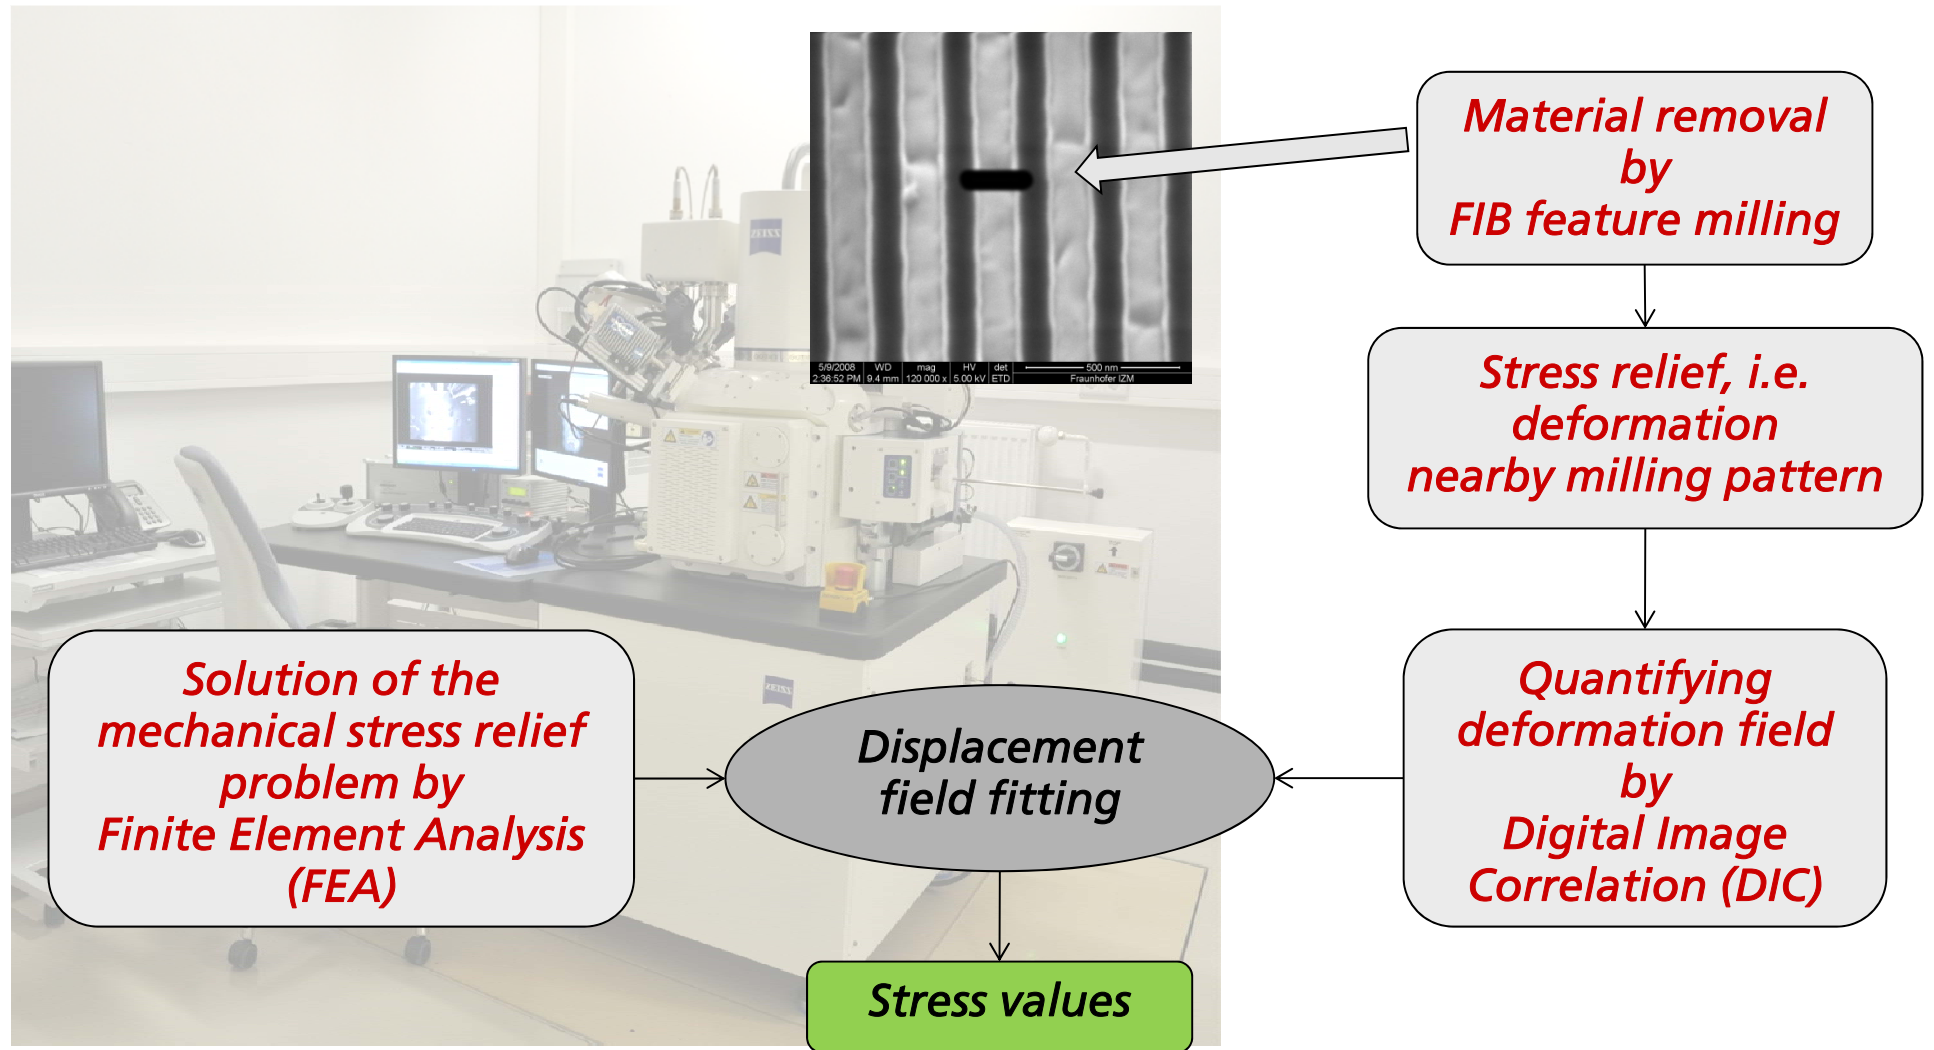 Material removal
by
FIB feature milling
Stress relief, i.e.
deformation
nearby milling pattern
Quantifying
deformation field
by
Digital Image
Correlation (DIC)
Solution of the
mechanical stress relief
problem by
Finite Element Analysis
(FEA)
Displacement
field fitting
Stress values
5/9/2008 WD mag HV det 500 nm
2:36:52 PM 9.4 mm 120 000 x 5.00 kV ETD Fraunhofer IZM
ZEISS
ZEISS